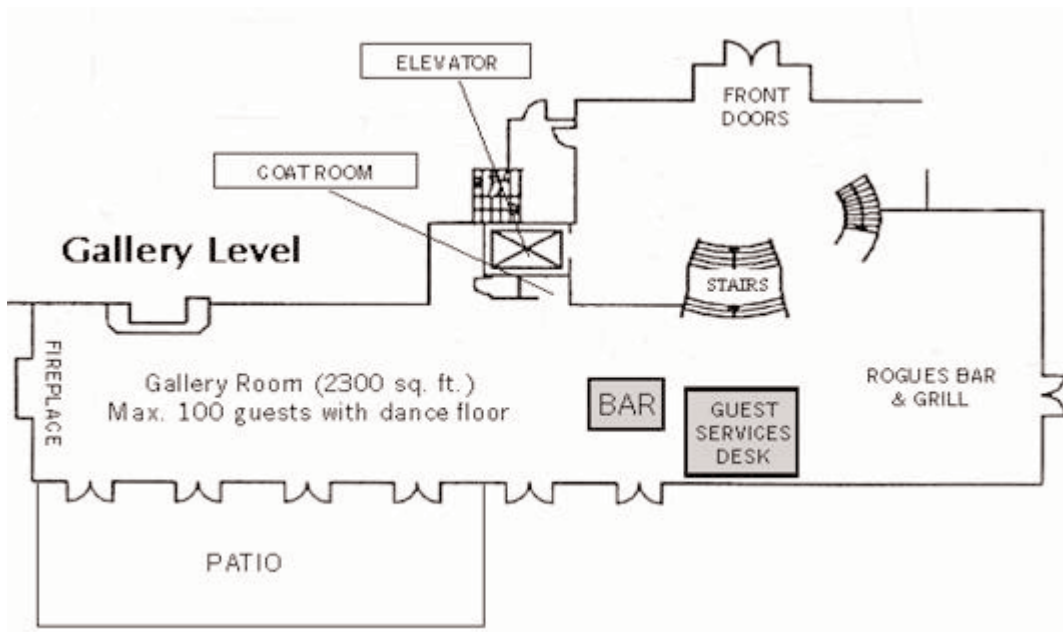 ELEVATOR
FRONT
DOORS
COATROOM
Gallery Level
STAIRS
FIREPLACE
Gallery Room (2300 sq. ft.)
Max. 100 guests with dance floor
BAR
GUEST
SERVICES
DESK
ROGUES BAR
& GRILL
PATIO